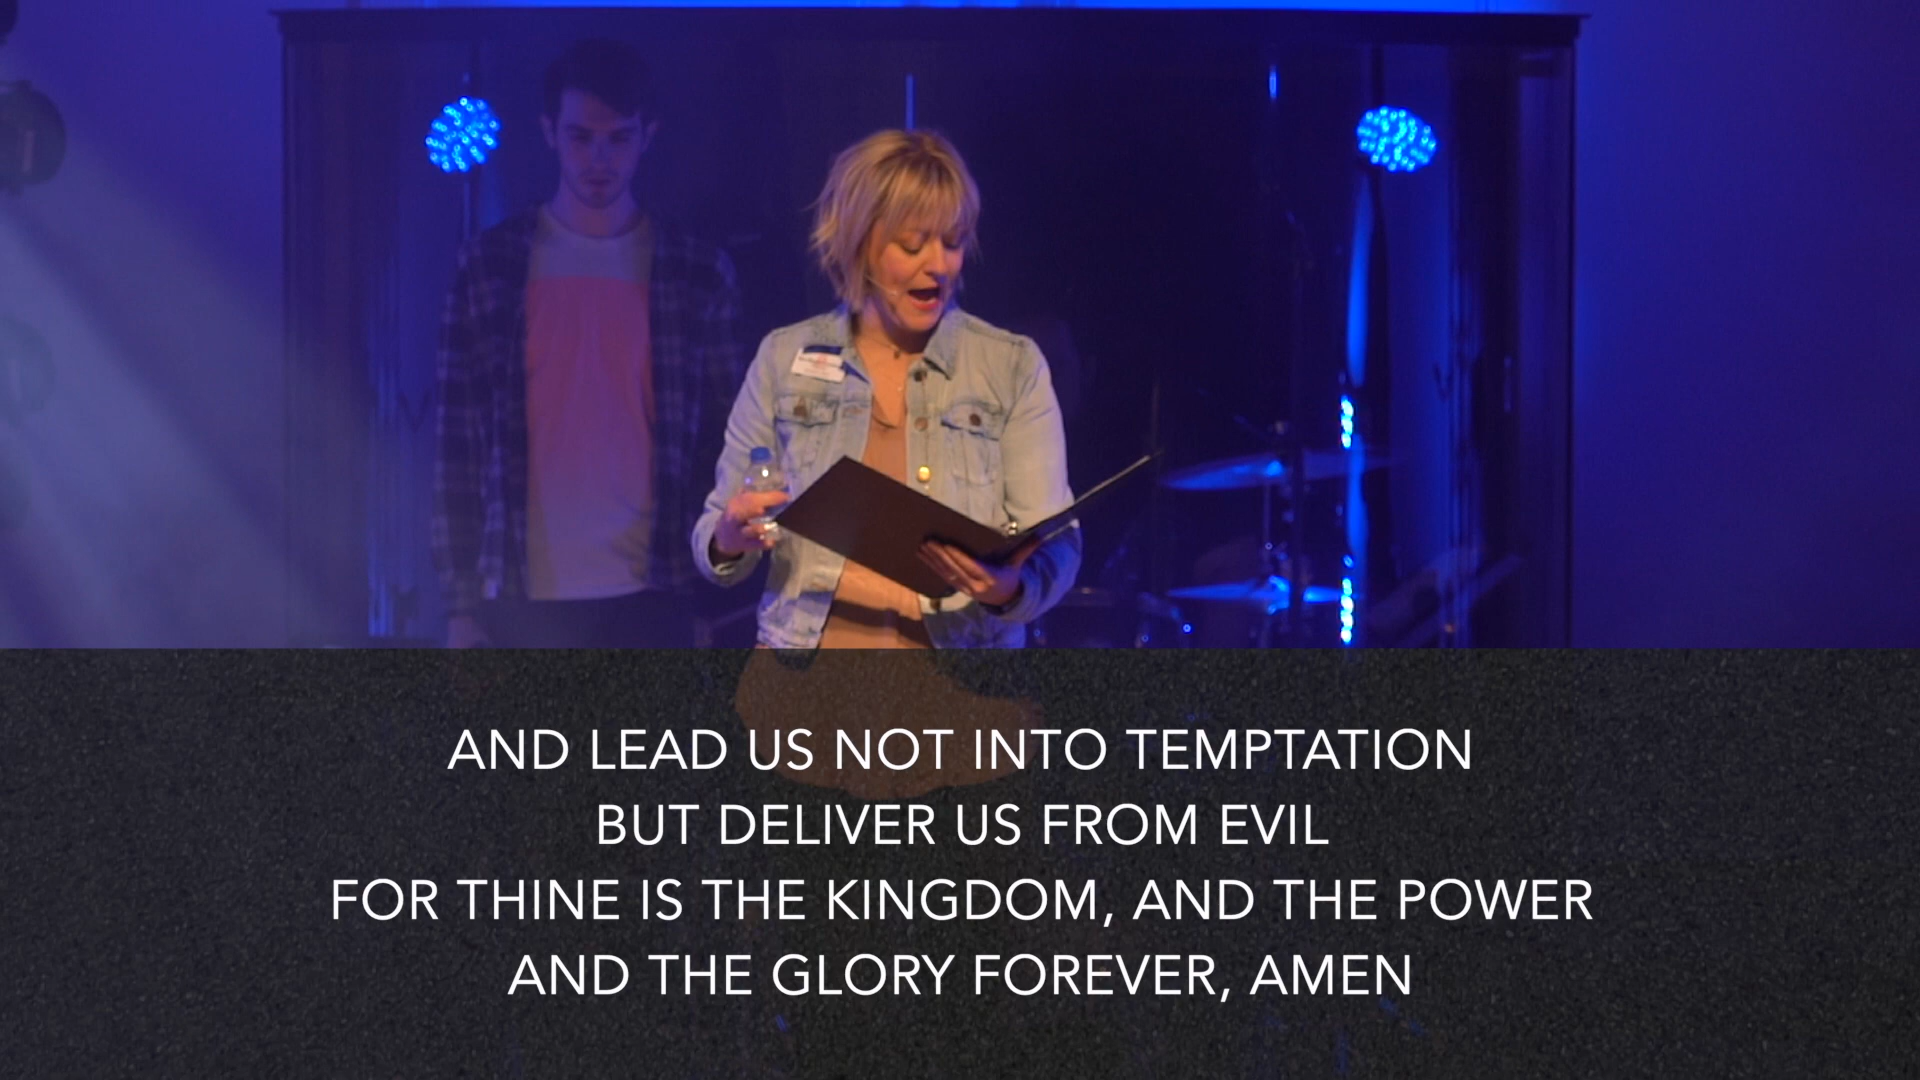 AND LEAD US NOT INTO TEMPTATION
BUT DELIVER US FROM EVIL
FOR THINE IS THE KINGDOM, AND THE POWER
AND THE GLORY FOREVER, AMEN